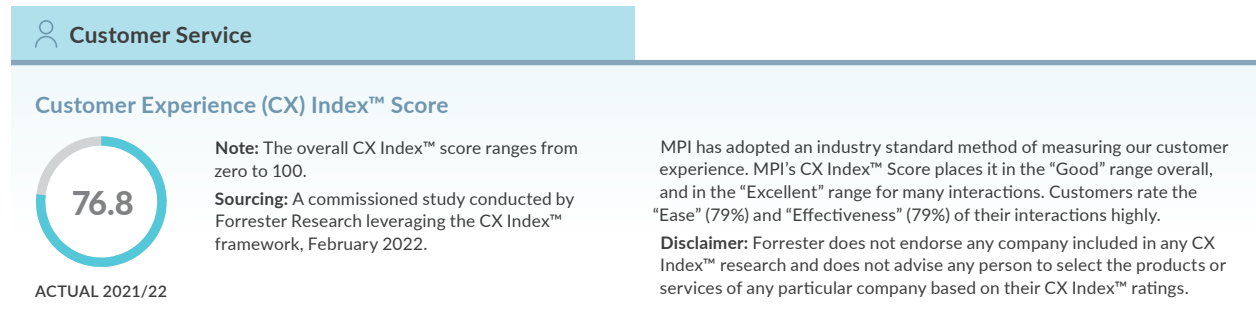 Customer Service
Customer Experience (CX) Index™ Score
76.8
ACTUAL 2021/22
Note: The overall CX Index™ score ranges from
zero to 100.
Sourcing: A commissioned study conducted by
Forrester Research leveraging the CX Index™
framework, February 2022.
MPI has adopted an industry standard method of measuring our customer
experience. MPI’s CX Index™ Score places it in the “Good” range overall,
and in the “Excellent” range for many interactions. Customers rate the
“Ease” (79%) and “Effectiveness” (79%) of their interactions highly.
Disclaimer: Forrester does not endorse any company included in any CX
Index™ research and does not advise any person to select the products or
services of any particular company based on their CX Index™ ratings.